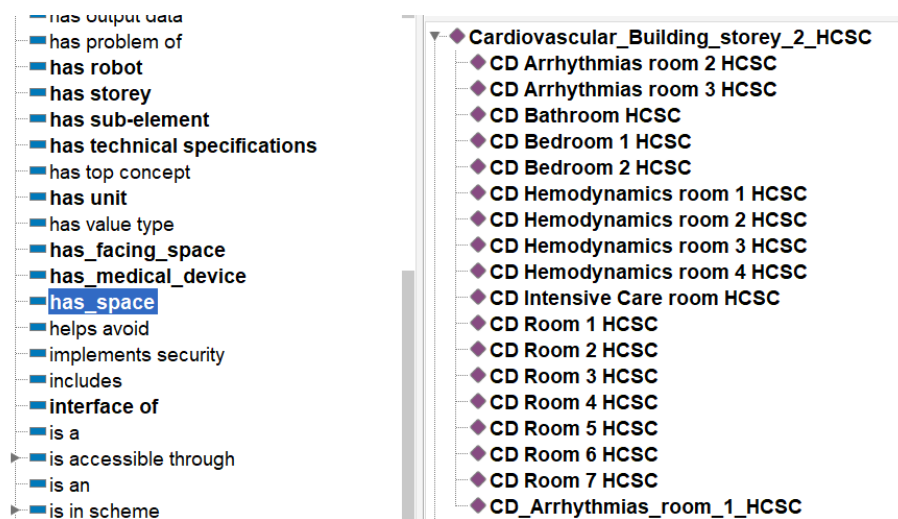 has output data
has problem of
has robot
has storey
has sub-element
has technical specifications
has top concept
has unit
has value type
has_facing_space
has_medical_device
has_space
helps avoid
implements security
includes
interface of
is a
is accessible through
is an
is in scheme
Cardiovascular_Building_storey_2_HCSC
CD Arrhythmias room 2 HCSC
CD Arrhythmias room 3 HCSC
CD Bathroom HCSC
CD Bedroom 1 HCSC
CD Bedroom 2 HCSC
CD Hemodynamics room 1 HCSC
CD Hemodynamics room 2 HCSC
CD Hemodynamics room 3 HCSC
CD Hemodynamics room 4 HCSC
CD Intensive Care room HCSC
CD Room 1 HCSC
CD Room 2 HCSC
CD Room 3 HCSC
CD Room 4 HCSC
CD Room 5 HCSC
CD Room 6 HCSC
CD Room 7 HCSC
CD_Arrhythmias_room_1_HCSC